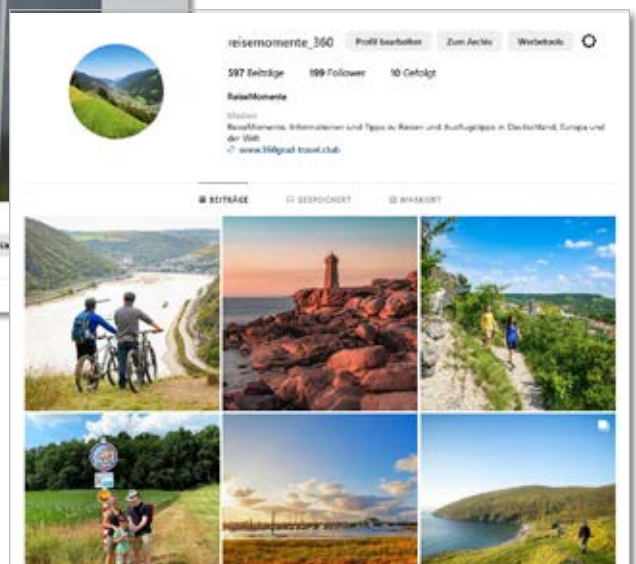 reisemomente_360 Profil bearbeiten Zum Archiv Werbetools
597 Beiträge 199 Follower 10 Gefolgt
ReiseMomente
Medien
ReiseMomente, Informationen und Tipps zu Reisen und Ausflugstipps in Deutschland, Europa und
der Welt
www.360grad-travel.club
BEITRÄGE GESPEICHERT MARKIERT